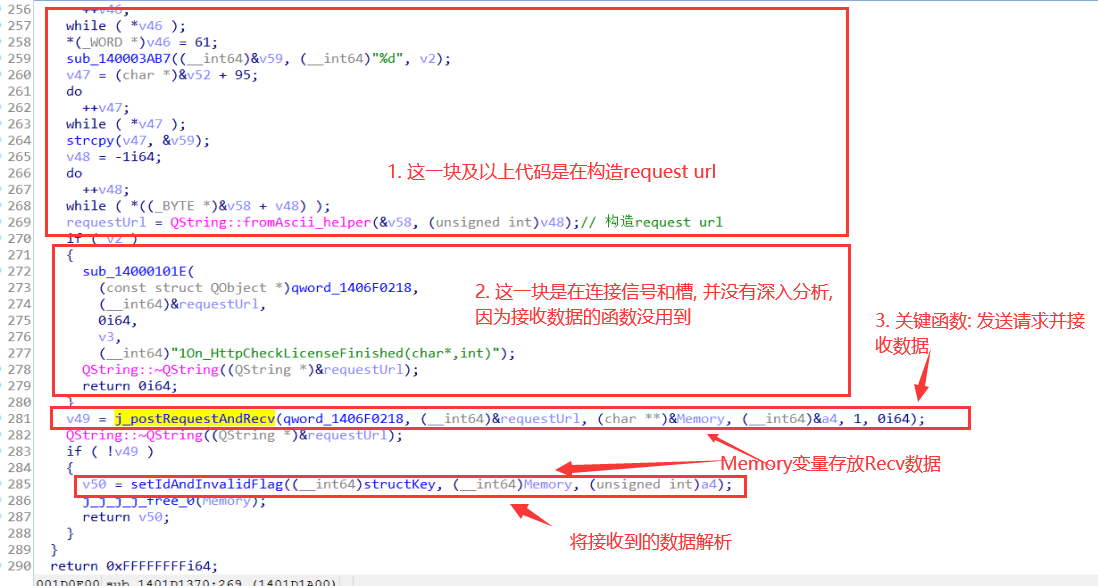 256 ++v46;
257 while ( *v46 );
258 *(_WORD *)v46 = 61;
259 sub_140003AB7((__int64)&v59, (__int64)"%d", v2);
260 v47 = (char *)&v52 + 95;
261 do
262 ++v47;
263 while ( *v47 );
264 strcpy(v47, &v59);
265 v48 = -1i64;
266 do
1. 这一块及以上代码是在构造request url
267 ++v48;
268 while ( *((_BYTE *)&v58 + v48) );
269 requestUrl = QString::fromAscii_helper(&v58, (unsigned int)v48);// 构造request url
270 if ( v2 )
271 {
272 sub_14000101E(
273 (const struct QObject *)qword_1406F0218,
274 (__int64)&requestUrl,
275 0i64,
276 v3,
277 (__int64)"1On_HttpCheckLicenseFinished(char*,int)");
278 QString::~QString((QString *)&requestUrl);
279 return 0i64;
2. 这一块是在连接信号和槽, 并没有深入分析,
因为接收数据的函数没用到
3. 关键函数: 发送请求并接
收数据
280 }
281 v49 = j_postRequestAndRecv(qword_1406F0218, (__int64)&requestUrl, (char **)&Memory, (__int64)&a4, 1, 0i64);
282 QString::~QString((QString *)&requestUrl);
283 if ( !v49 )
284 {
Memory变量存放Recv数据
285 v50 = setIdAndInvalidFlag((__int64)structKey, (__int64)Memory, (unsigned int)a4);
286 j_j_j_j_free_0(Memory);
287 return v50;
288 }
将接收到的数据解析
289 }
290 return 0xFFFFFFFFi64;
001D0E00 sub_1401D1370:269 (1401D1A00)